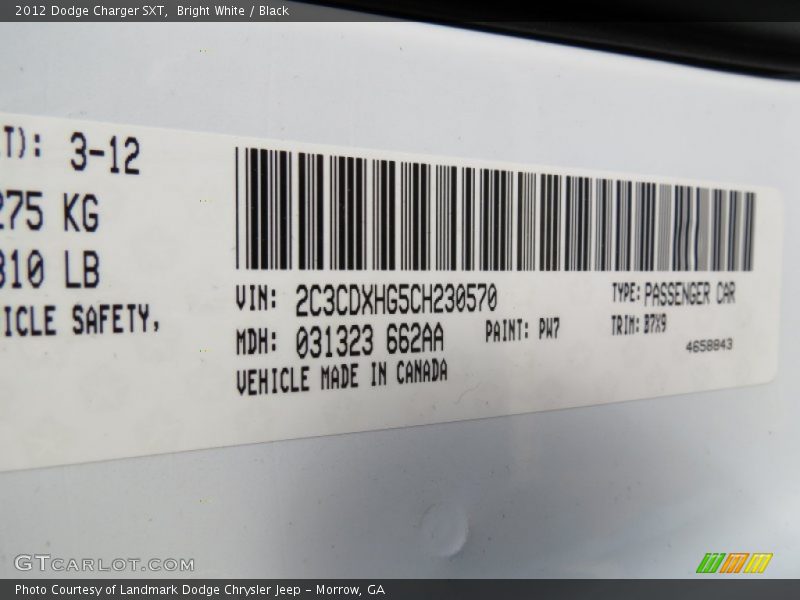 2012 Dodge Charger SXT,  Bright White / Black
T): 3-12
275 KG
310 LB
ICLE SAFETY,
VIN: 2C3CDXHG5CH230570
TYPE: PASSENGER CAR
MDH: 031323 662AA
PAINT: PW7
TRIM: B7X9
VEHICLE MADE IN CANADA
4658843
GTCARLOT.COM
Photo Courtesy of Landmark Dodge Chrysler Jeep - Morrow, GA